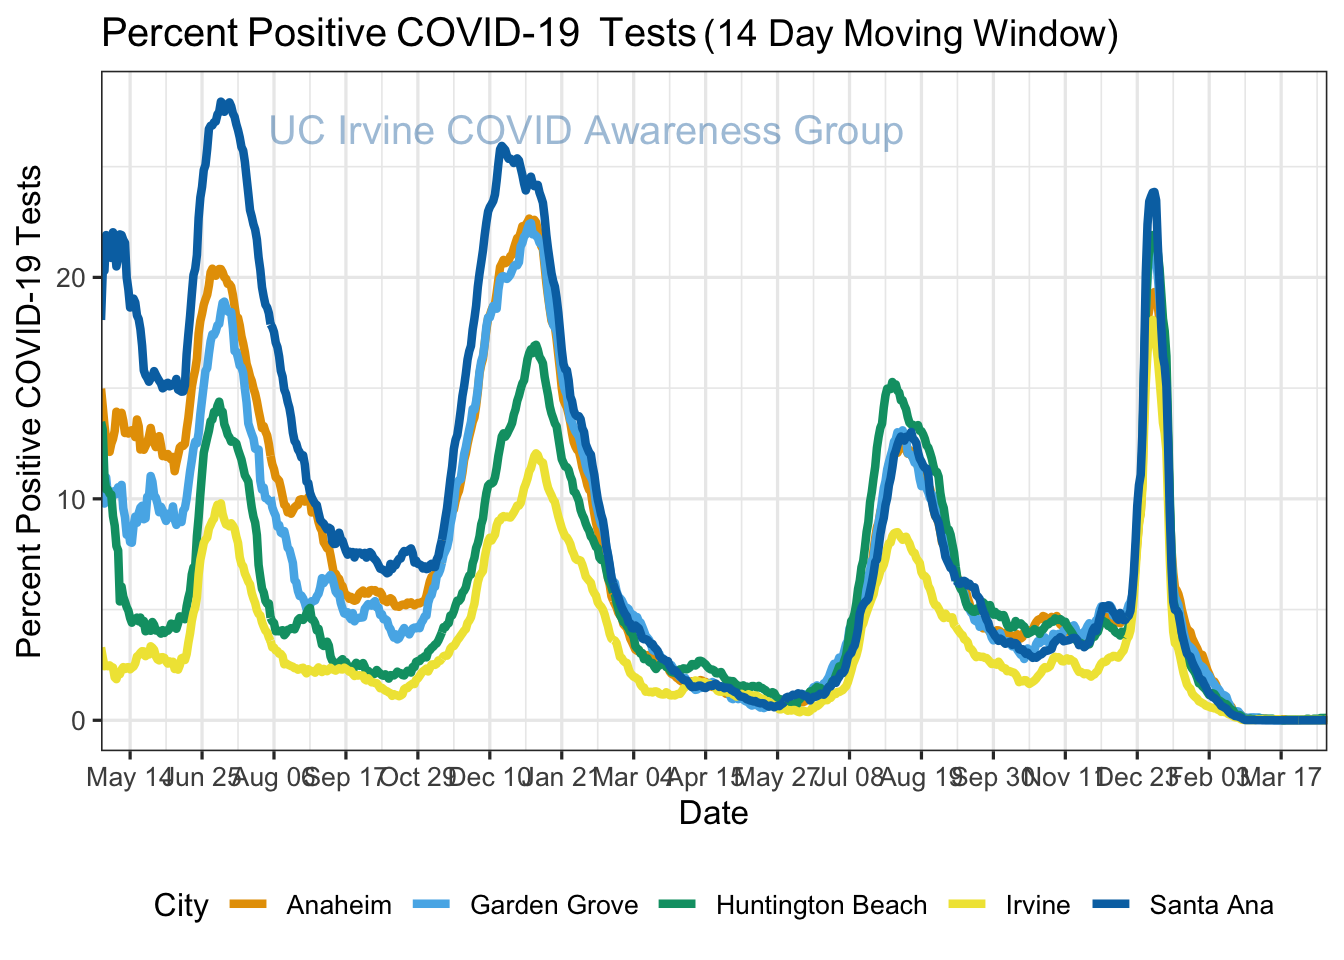 Percent Positive COVID-19  Tests (14 Day Moving Window)
UC Irvine COVID Awareness Group
Percent Positive COVID-19 Tests
20
10
0
May 14 Jun 25 Aug 06 Sep 17 Oct 29 Dec 10 Jan 21 Mar 04 Apr 15 May 27 Jul 08 Aug 19 Sep 30 Nov 11 Dec 23 Feb 03 Mar 17
Date
City Anaheim Garden Grove Huntington Beach Irvine Santa Ana